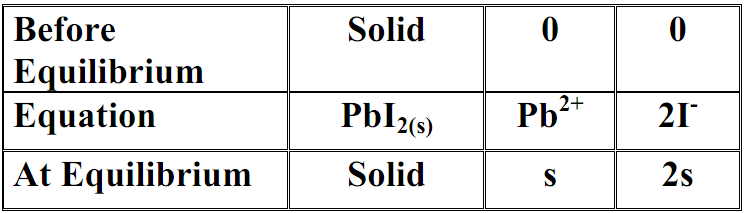 Before Equilibrium Solid 0 0
Equation PbI₂₍ₛ₎ Pb²⁺ 2I⁻
At Equilibrium Solid s 2s